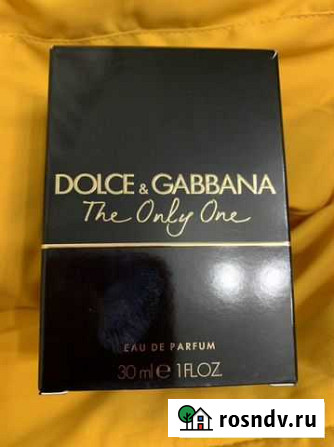 DOLCE & GABBANA
The Only One
EAU DE PARFUM
30 ml e 1 FL.OZ.
rosndv.ru